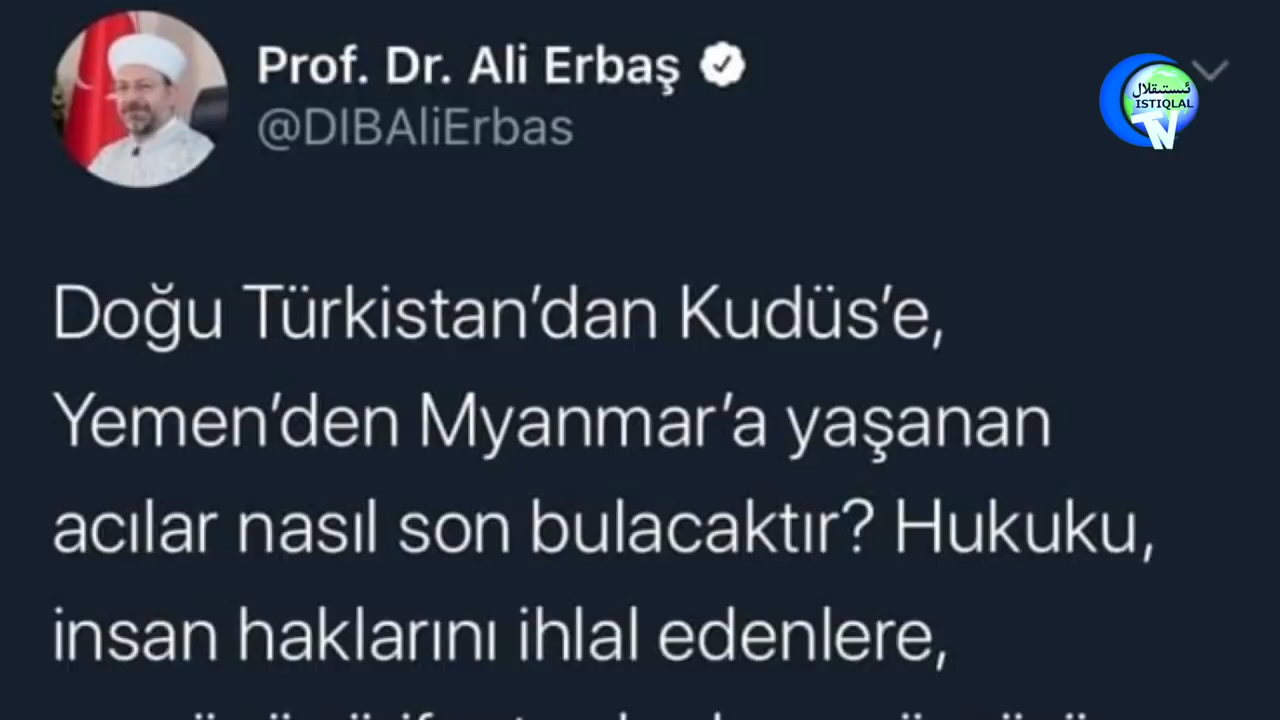 Prof. Dr. Ali Erbaş
@DIBAliErbas
ئىستىقلال
ISTIQLAL
TV
Doğu Türkistan’dan Kudüs’e,
Yemen’den Myanmar’a yaşanan
acılar nasıl son bulacaktır? Hukuku,
insan haklarını ihlal edenlere,